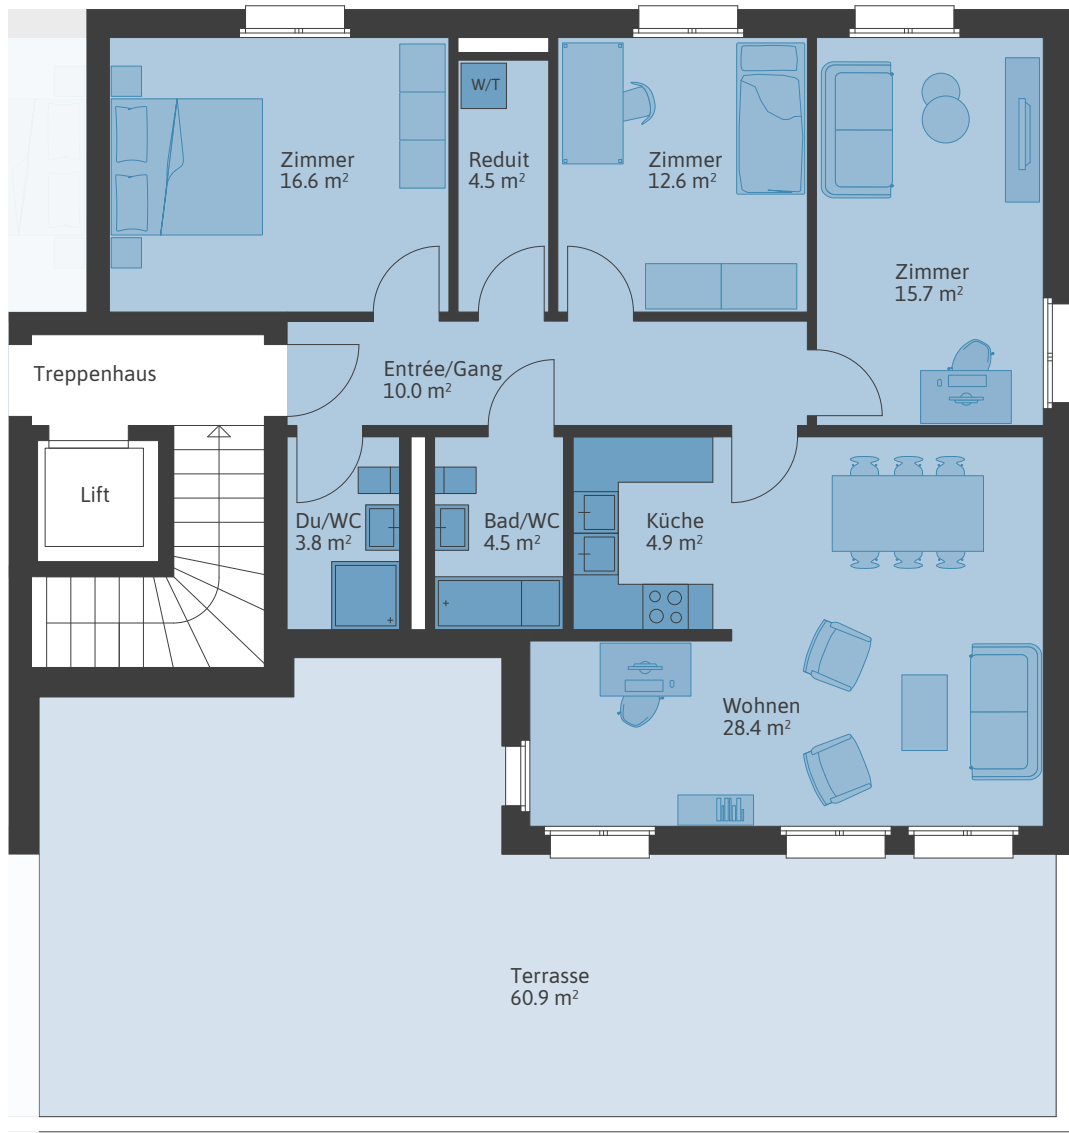 W/T
Zimmer
16.6 m²
Reduit
4.5 m²
Zimmer
12.6 m²
Zimmer
15.7 m²
Treppenhaus
Entrée/Gang
10.0 m²
Lift
Du/WC
3.8 m²
Bad/WC
4.5 m²
Küche
4.9 m²
Wohnen
28.4 m²
Terrasse
60.9 m²